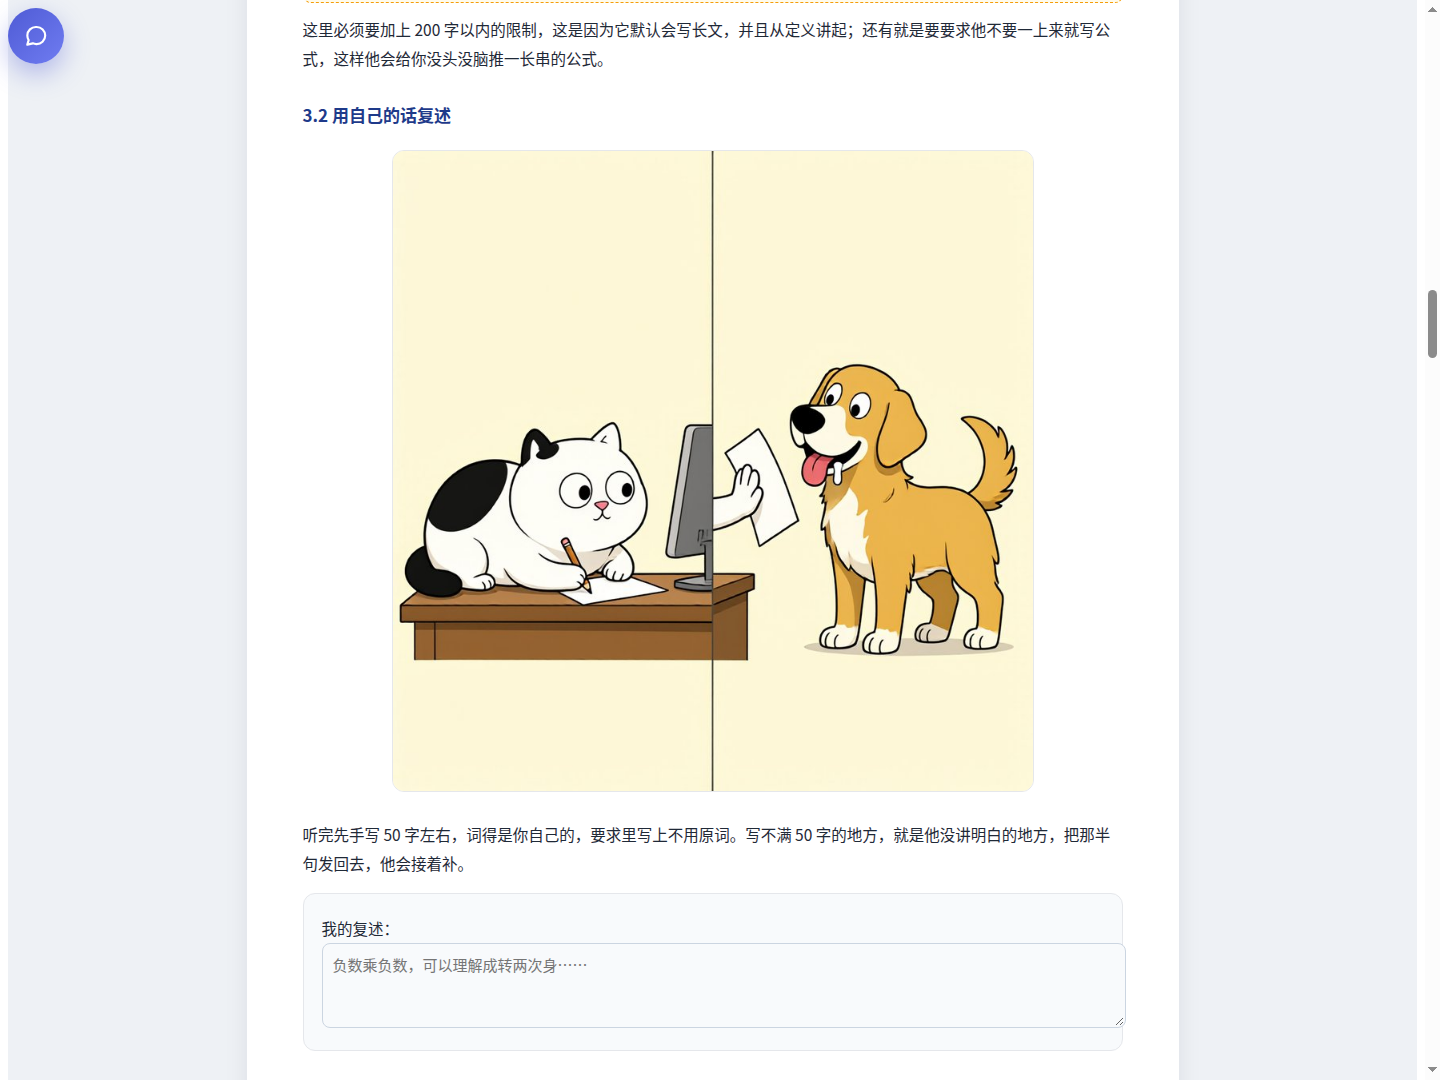 这里必须要加上 200 字以内的限制，这是因为它默认会写长文，并且从定义讲起；还有就是要要求他不要一上来就写公
式，这样他会给你没头没脑推一长串的公式。
3.2 用自己的话复述
听完先手写 50 字左右，词得是你自己的，要求里写上不用原词。写不满 50 字的地方，就是他没讲明白的地方，把那半
句发回去，他会接着补。
我的复述：
负数乘负数，可以理解成转两次身……